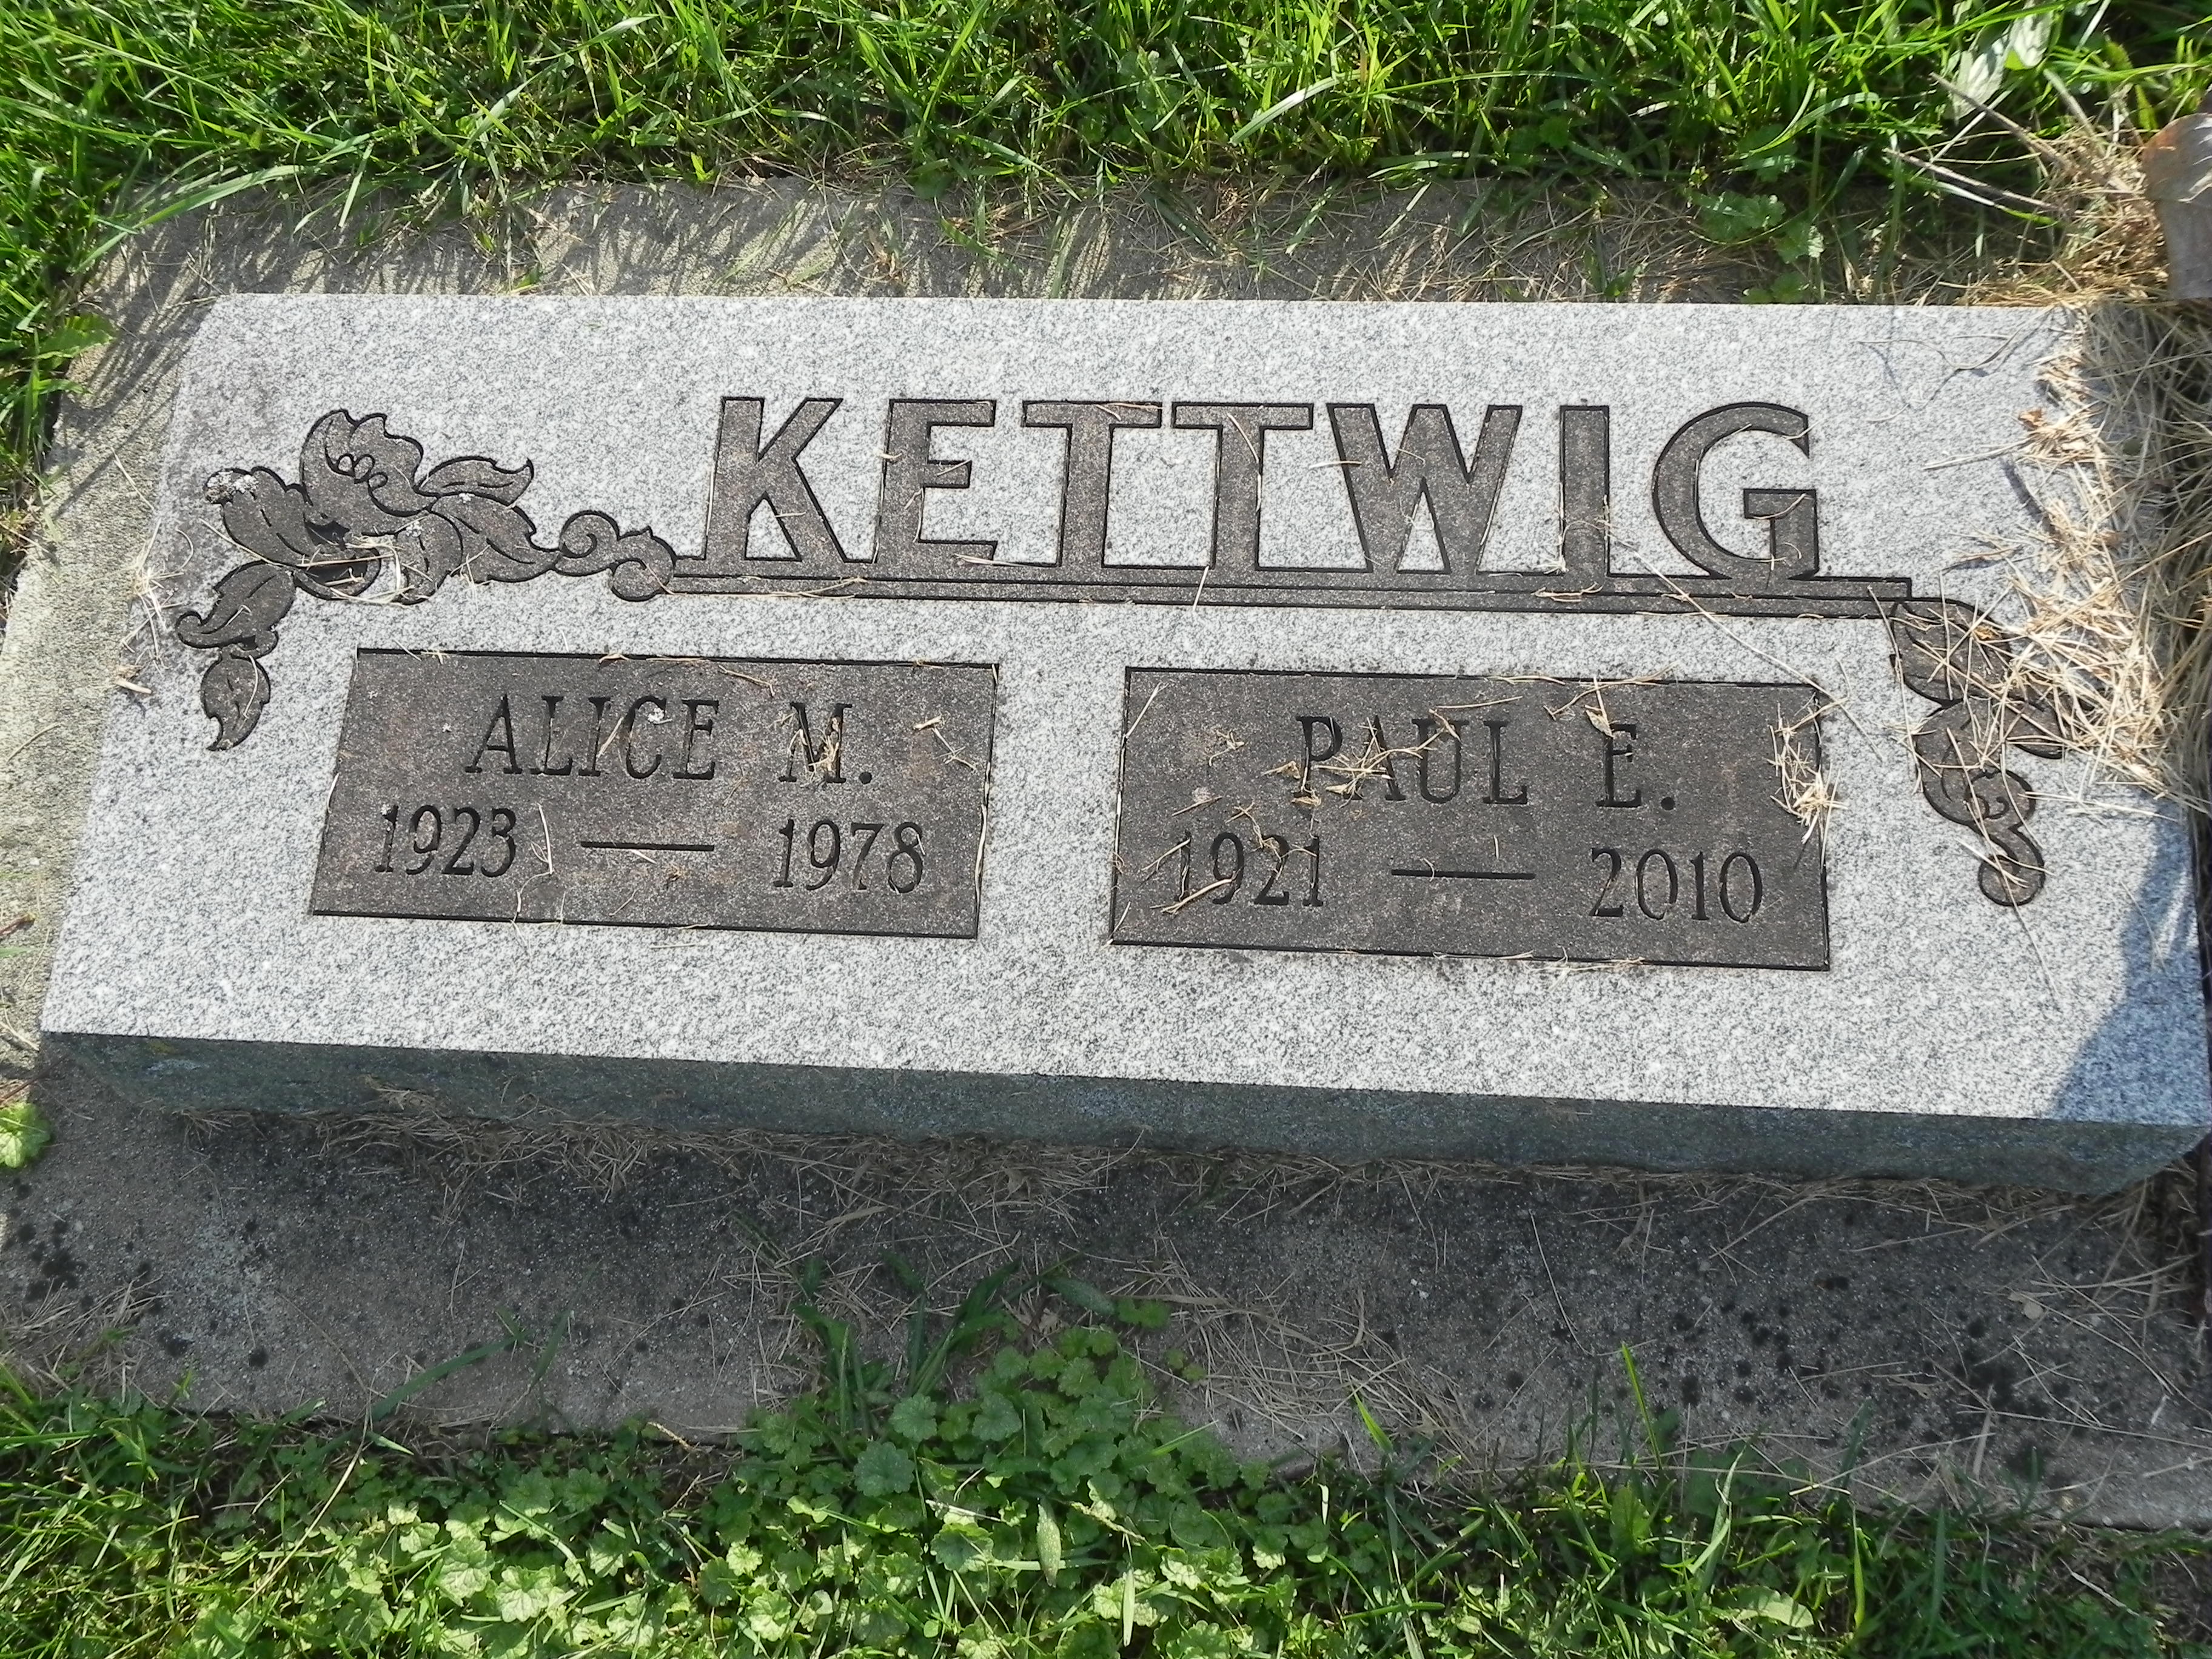 KETTWIG
ALICE M.
1923 — 1978
PAUL E.
1921 — 2010